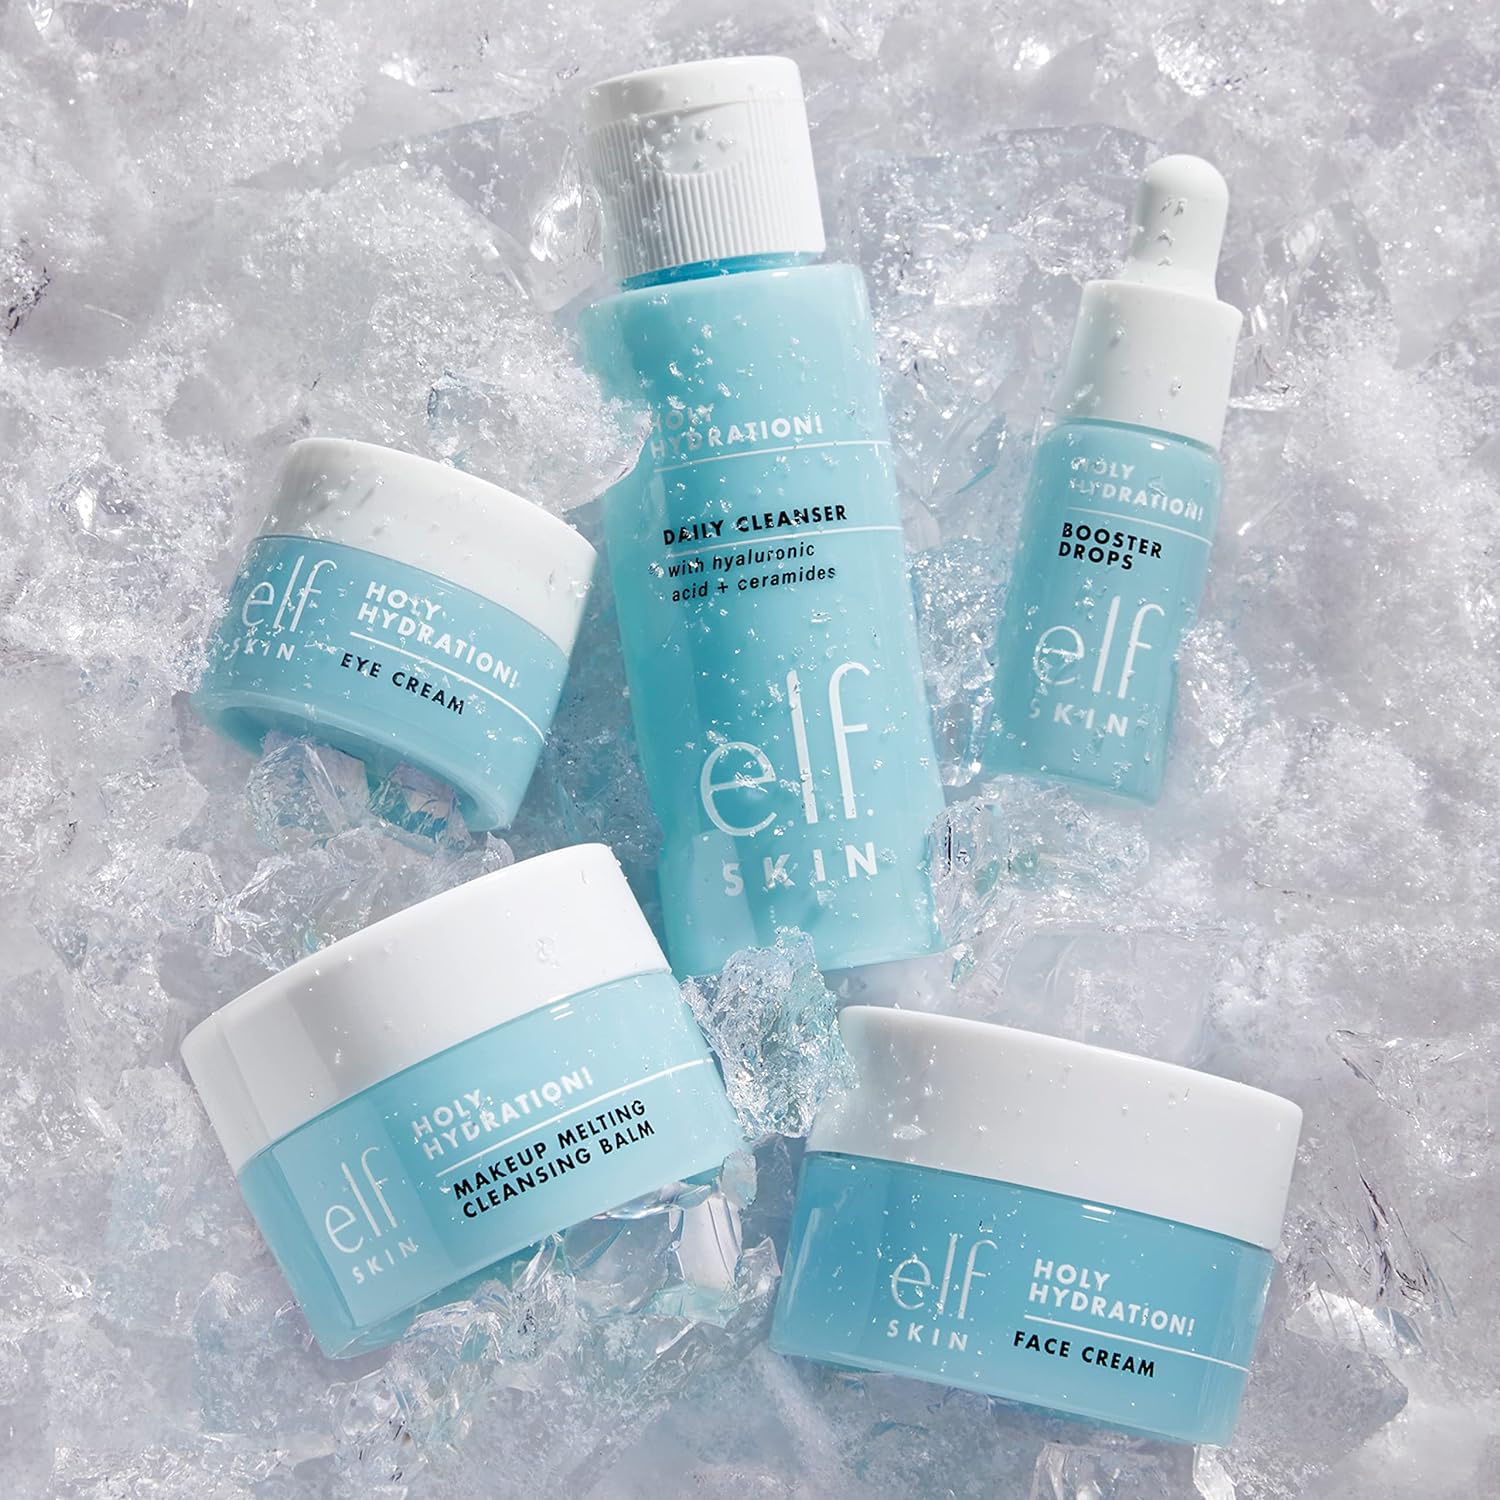 HOLY
HYDRATION!
DAILY CLEANSER
with hyaluronic
acid + ceramides
e.l.f.
SKIN
HOLY
HYDRATION!
BOOSTER
DROPS
e.l.f.
SKIN
e.l.f.
SKIN
HOLY
HYDRATION!
EYE CREAM
HOLY
HYDRATION!
MAKEUP MELTING
CLEANSING BALM
e.l.f.
SKIN
e.l.f.
SKIN
HOLY
HYDRATION!
FACE CREAM